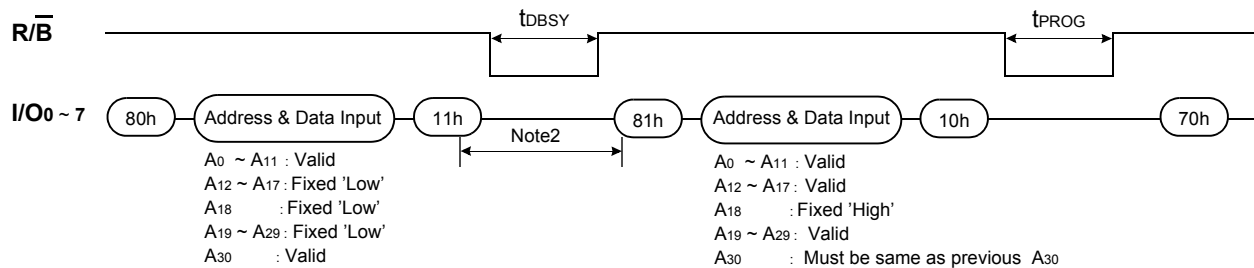 R/B tDBSY tPROG
I/O0 ~ 7 80h Address & Data Input 11h 81h Address & Data Input 10h 70h
Note2
A0 ~ A11 : Valid
A12 ~ A17 : Fixed 'Low'
A18 : Fixed 'Low'
A19 ~ A29 : Fixed 'Low'
A30 : Valid
A0 ~ A11 : Valid
A12 ~ A17 : Valid
A18 : Fixed 'High'
A19 ~ A29 : Valid
A30 : Must be same as previous A30